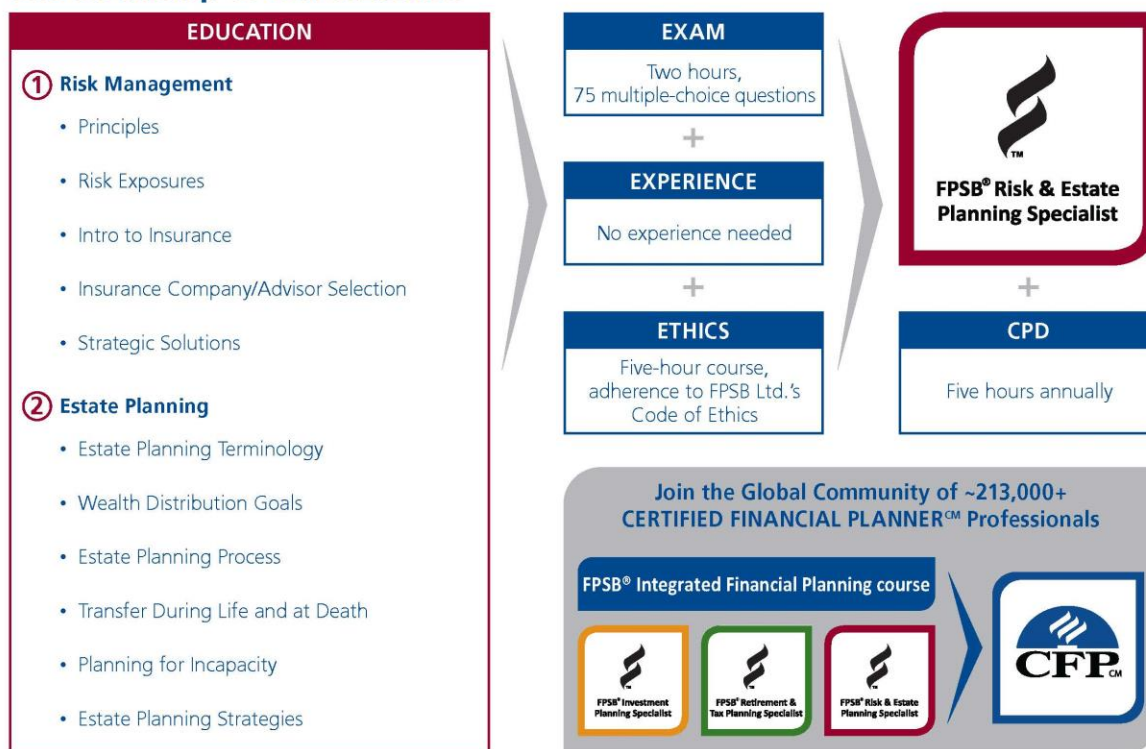 EDUCATION
① Risk Management
• Principles
• Risk Exposures
• Intro to Insurance
• Insurance Company/Advisor Selection
• Strategic Solutions
② Estate Planning
• Estate Planning Terminology
• Wealth Distribution Goals
• Estate Planning Process
• Transfer During Life and at Death
• Planning for Incapacity
• Estate Planning Strategies
EXAM
Two hours,
75 multiple-choice questions
+
EXPERIENCE
No experience needed
+
ETHICS
Five-hour course,
adherence to FPSB Ltd.'s
Code of Ethics
TM
FPSB® Risk & Estate
Planning Specialist
+
CPD
Five hours annually
Join the Global Community of ~213,000+
CERTIFIED FINANCIAL PLANNER℠ Professionals
FPSB® Integrated Financial Planning course
TM
FPSB® Investment
Planning Specialist
TM
FPSB® Retirement &
Tax Planning Specialist
TM
FPSB® Risk & Estate
Planning Specialist
CFP CM